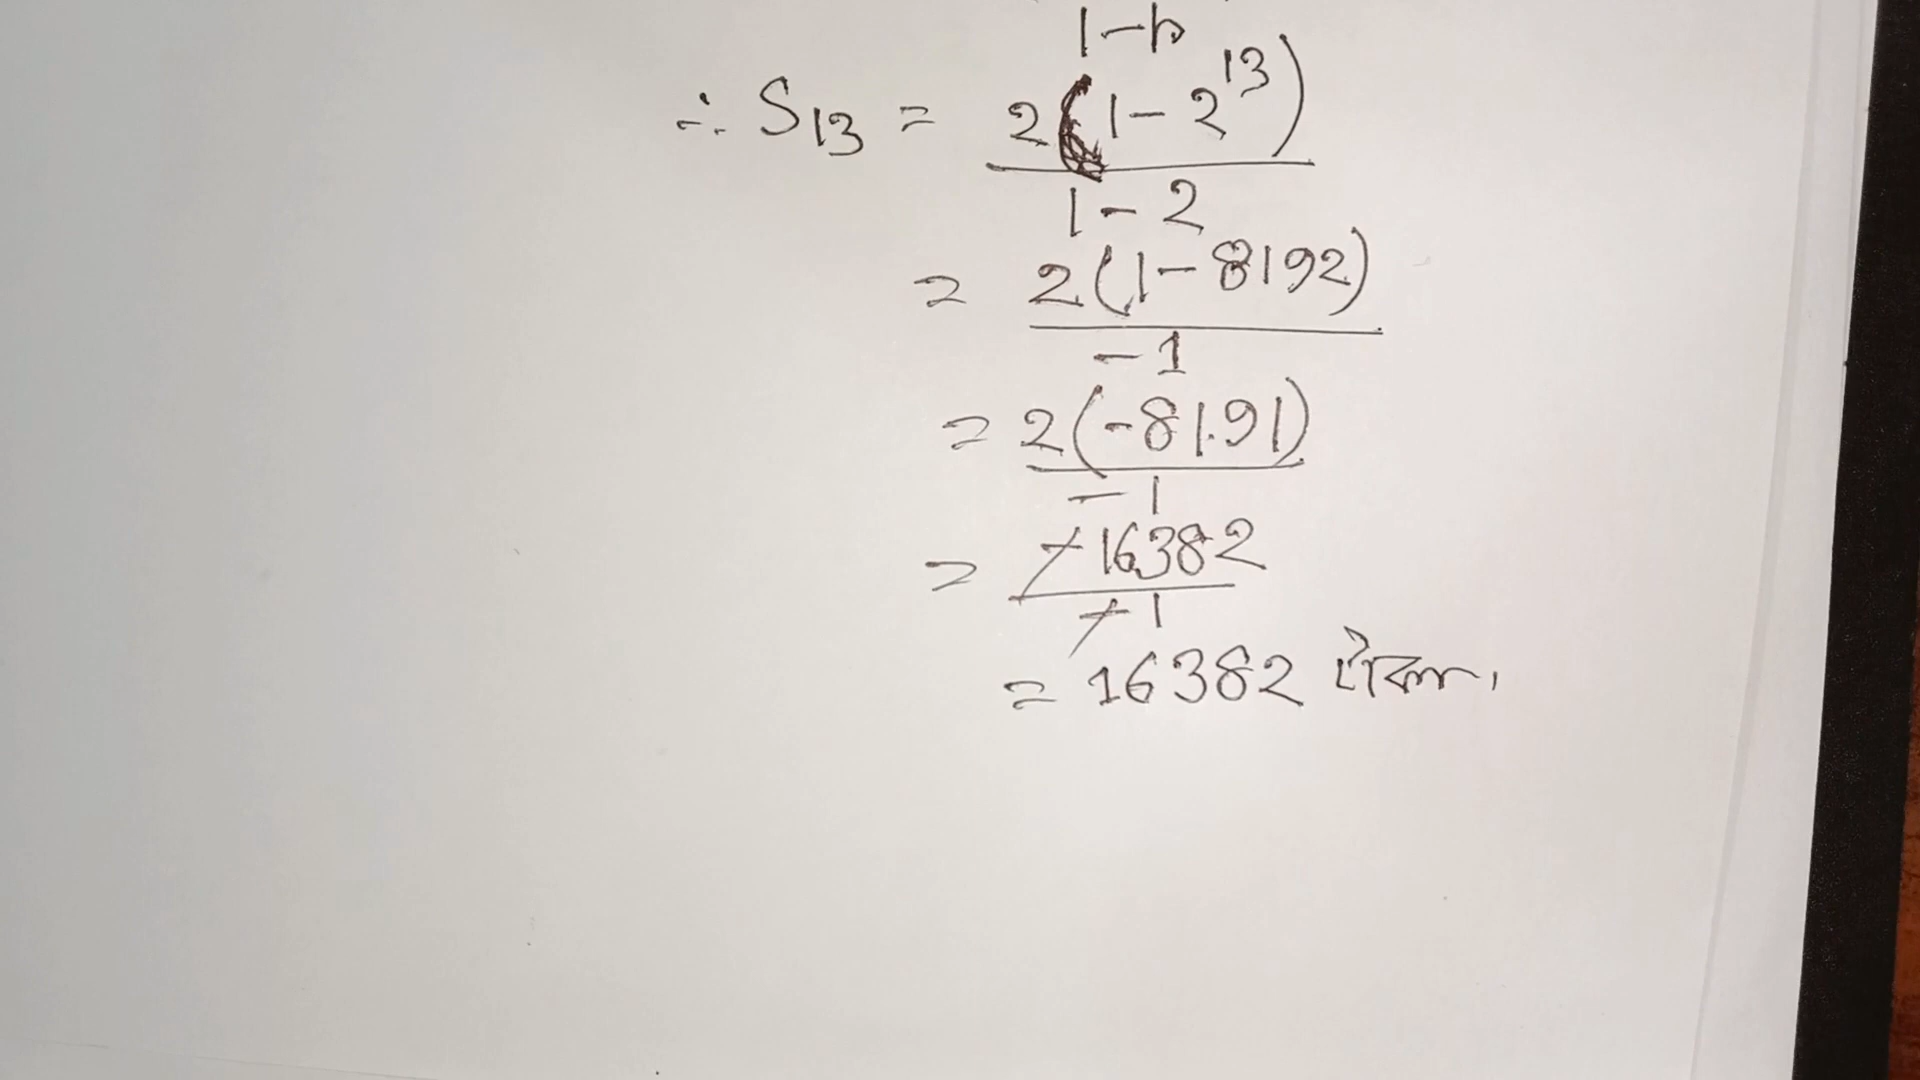 1-r
∴ S13 = 2(1-2^13)
1-2
= 2(1-8192)
-1
= 2(-8191)
-1
= -16382
-1
= 16382 টাকা।